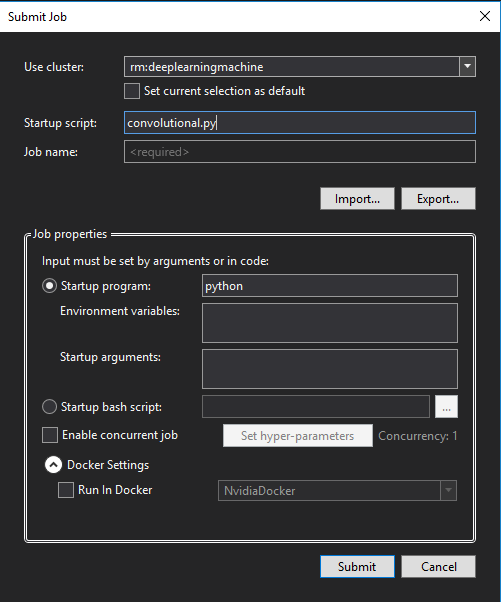 Submit Job
Use cluster: rm:deeplearningmachine
Set current selection as default
Startup script: convolutional.py
Job name: <required>
Import... Export...
Job properties
Input must be set by arguments or in code:
Startup program: python
Environment variables:
Startup arguments:
Startup bash script: ...
Enable concurrent job Set hyper-parameters Concurrency: 1
Docker Settings
Run In Docker NvidiaDocker
Submit Cancel